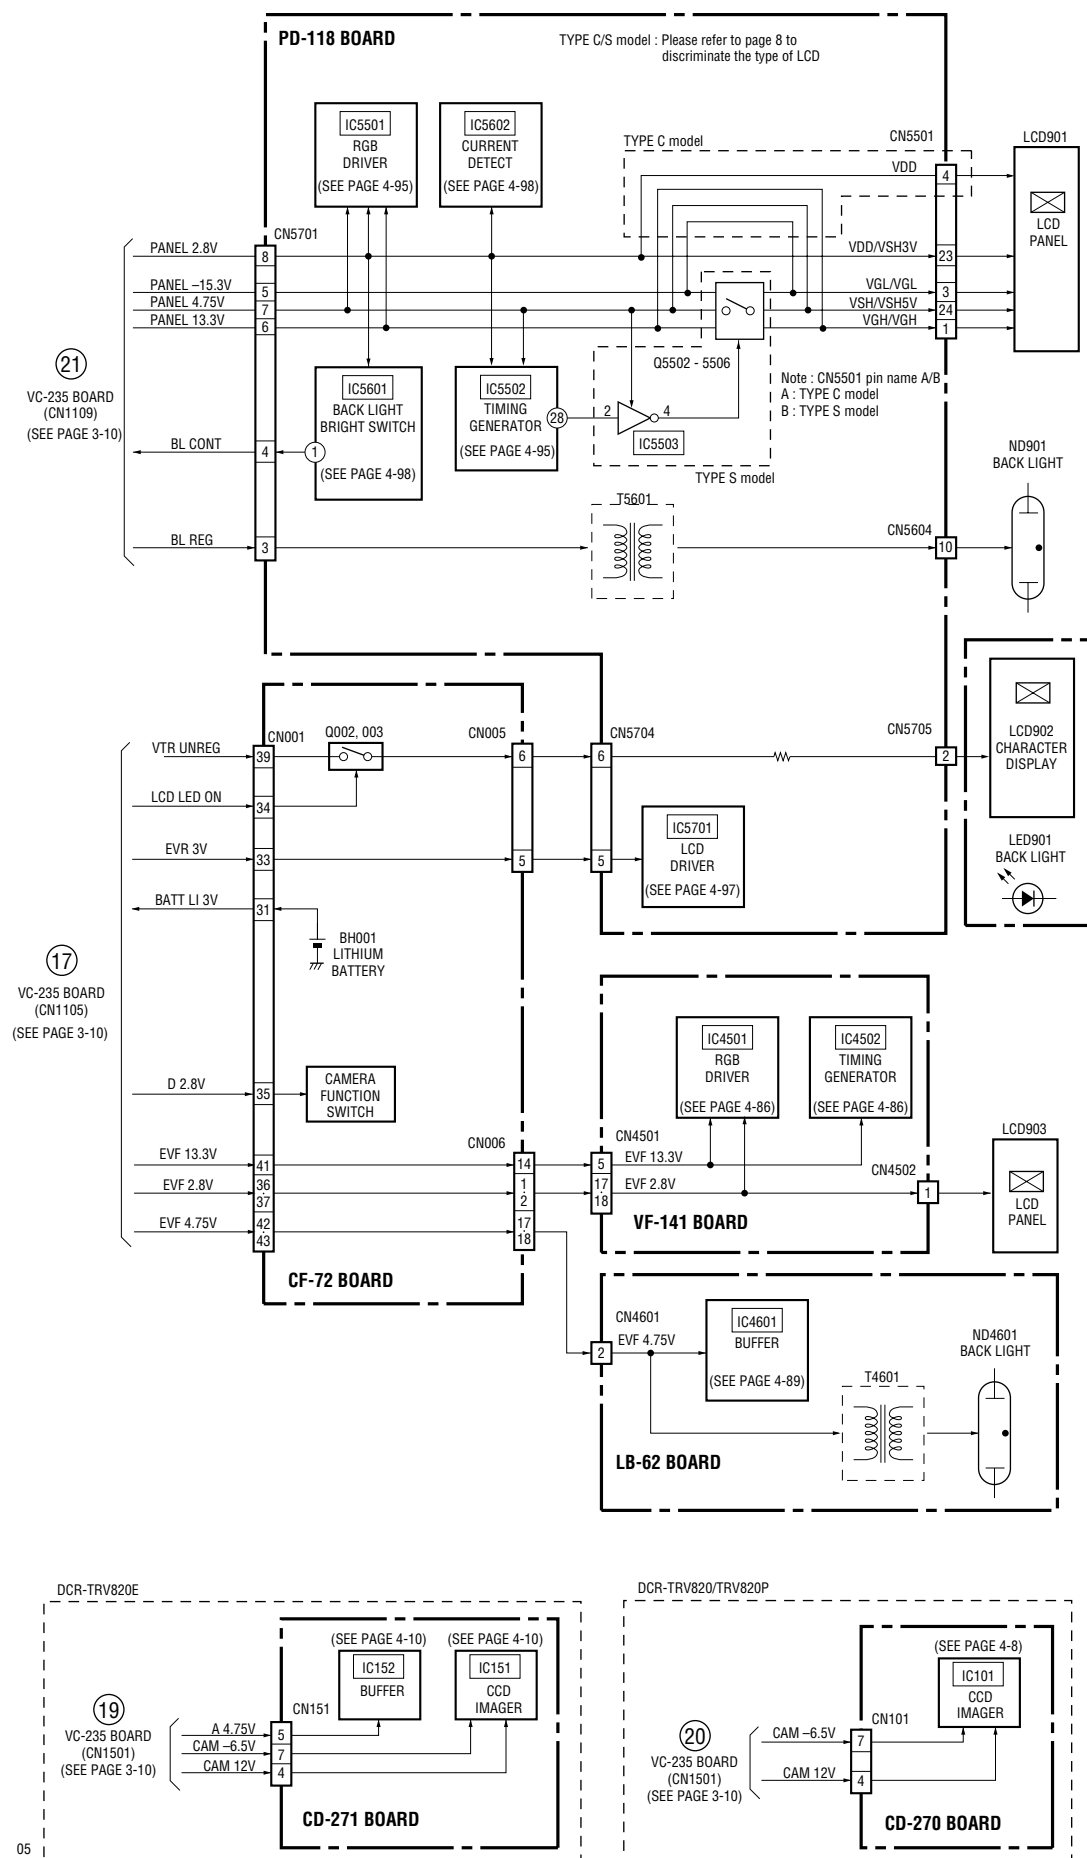 PD-118 BOARD
TYPE C/S model : Please refer to page 8 to
discriminate the type of LCD
IC5501
RGB
DRIVER
(SEE PAGE 4-95)
IC5602
CURRENT
DETECT
(SEE PAGE 4-98)
TYPE C model
CN5501
LCD901
VDD
4
LCD
PANEL
CN5701
PANEL 2.8V
8
VDD/VSH3V
23
PANEL –15.3V
5
VGL/VGL
3
PANEL 4.75V
7
VSH/VSH5V
24
PANEL 13.3V
6
VGH/VGH
1
21
VC-235 BOARD
(CN1109)
(SEE PAGE 3-10)
IC5601
BACK LIGHT
BRIGHT SWITCH
1
(SEE PAGE 4-98)
IC5502
TIMING
GENERATOR
28
(SEE PAGE 4-95)
Q5502 - 5506
2
4
IC5503
TYPE S model
Note : CN5501 pin name A/B
A : TYPE C model
B : TYPE S model
BL CONT
4
ND901
BACK LIGHT
T5601
BL REG
3
CN5604
10
CN001
Q002, 003
CN005
CN5704
CN5705
VTR UNREG
39
6
6
2
LCD902
CHARACTER
DISPLAY
LCD LED ON
34
IC5701
LCD
DRIVER
(SEE PAGE 4-97)
LED901
BACK LIGHT
EVR 3V
33
5
5
BATT LI 3V
31
BH001
LITHIUM
BATTERY
17
VC-235 BOARD
(CN1105)
(SEE PAGE 3-10)
IC4501
RGB
DRIVER
(SEE PAGE 4-86)
IC4502
TIMING
GENERATOR
(SEE PAGE 4-86)
D 2.8V
35
CAMERA
FUNCTION
SWITCH
CN006
CN4501
LCD903
EVF 13.3V
41
14
5
EVF 13.3V
CN4502
EVF 2.8V
36
37
1
2
17
18
EVF 2.8V
1
LCD
PANEL
EVF 4.75V
42
43
17
18
VF-141 BOARD
CF-72 BOARD
CN4601
2
EVF 4.75V
IC4601
BUFFER
(SEE PAGE 4-89)
ND4601
BACK LIGHT
T4601
LB-62 BOARD
DCR-TRV820E
(SEE PAGE 4-10)
IC152
BUFFER
(SEE PAGE 4-10)
IC151
CCD
IMAGER
19
VC-235 BOARD
(CN1501)
(SEE PAGE 3-10)
CN151
A 4.75V
5
CAM –6.5V
7
CAM 12V
4
CD-271 BOARD
DCR-TRV820/TRV820P
(SEE PAGE 4-8)
IC101
CCD
IMAGER
20
VC-235 BOARD
(CN1501)
(SEE PAGE 3-10)
CN101
CAM –6.5V
7
CAM 12V
4
CD-270 BOARD
05